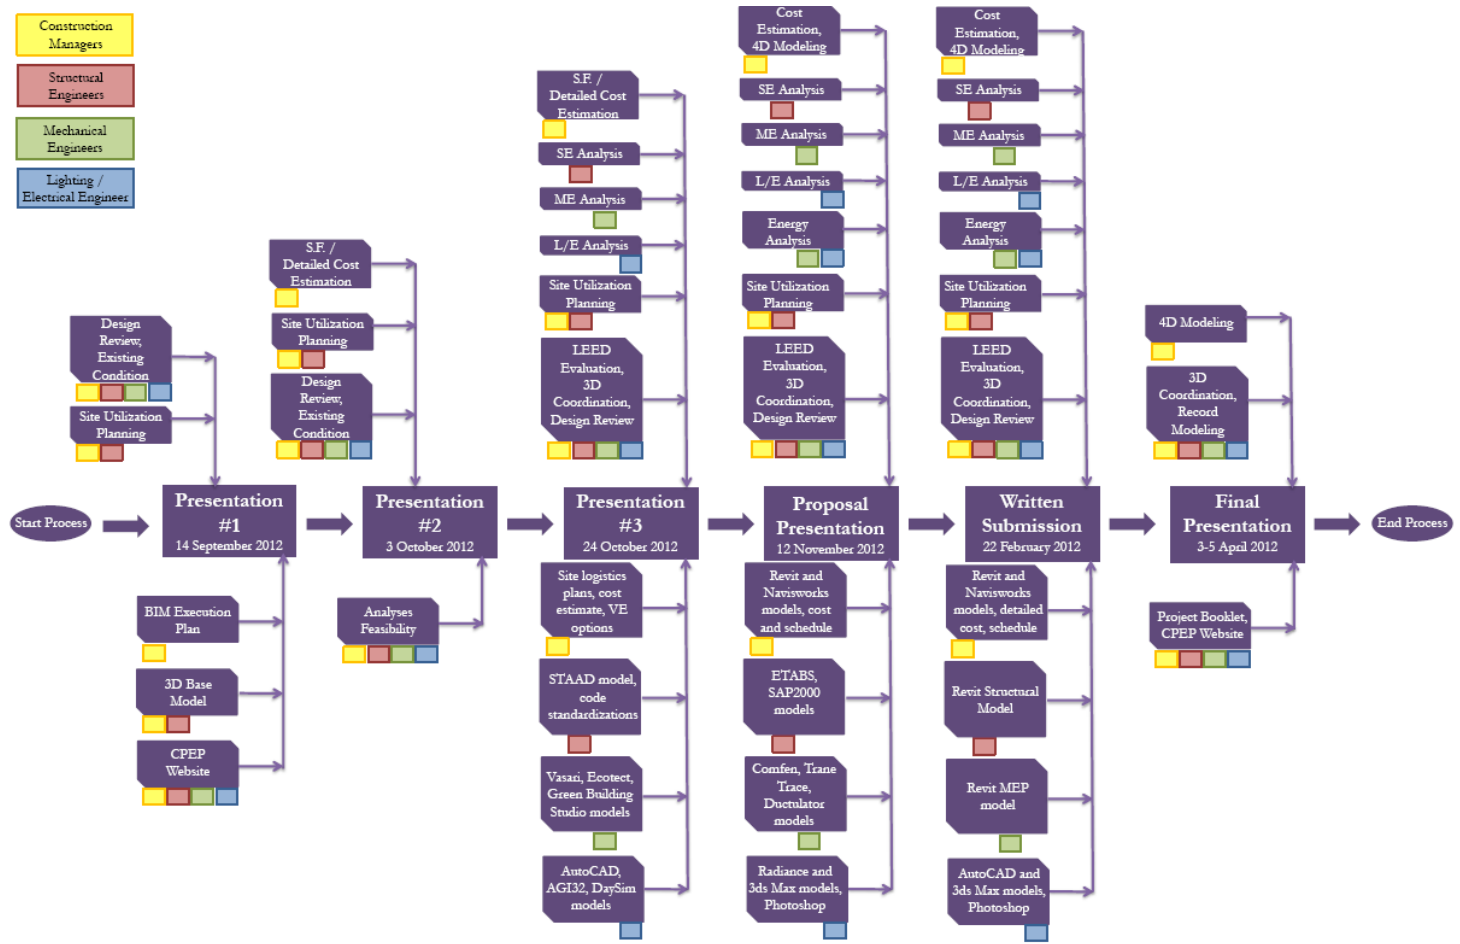 Construction
Managers
Structural
Engineers
Mechanical
Engineers
Lighting /
Electrical Engineer
Start Process
Design
Review,
Existing
Condition
Site Utilization
Planning
Presentation
#1
14 September 2012
BIM Execution
Plan
3D Base
Model
CPEP
Website
S.F. /
Detailed Cost
Estimation
Site Utilization
Planning
Design
Review,
Existing
Condition
Presentation
#2
3 October 2012
Analyses
Feasibility
S.F. /
Detailed Cost
Estimation
SE Analysis
ME Analysis
L/E Analysis
Site Utilization
Planning
LEED
Evaluation,
3D
Coordination,
Design Review
Presentation
#3
24 October 2012
Site logistics
plans, cost
estimate, VE
options
STAAD model,
code
standardizations
Vasari, Ecotect,
Green Building
Studio models
AutoCAD,
AGI32, DaySim
models
Cost
Estimation,
4D Modeling
SE Analysis
ME Analysis
L/E Analysis
Energy
Analysis
Site Utilization
Planning
LEED
Evaluation,
3D
Coordination,
Design Review
Proposal
Presentation
12 November 2012
Revit and
Navisworks
models, cost
and schedule
ETABS,
SAP2000
models
Comfen, Trane
Trace,
Ductulator
models
Radiance and
3ds Max models,
Photoshop
Cost
Estimation,
4D Modeling
SE Analysis
ME Analysis
L/E Analysis
Energy
Analysis
Site Utilization
Planning
LEED
Evaluation,
3D
Coordination,
Design Review
Written
Submission
22 February 2012
Revit and
Navisworks
models, detailed
cost, schedule
Revit Structural
Model
Revit MEP
model
AutoCAD and
3ds Max models,
Photoshop
4D Modeling
3D
Coordination,
Record
Modeling
Final
Presentation
3-5 April 2012
Project Booklet,
CPEP Website
End Process